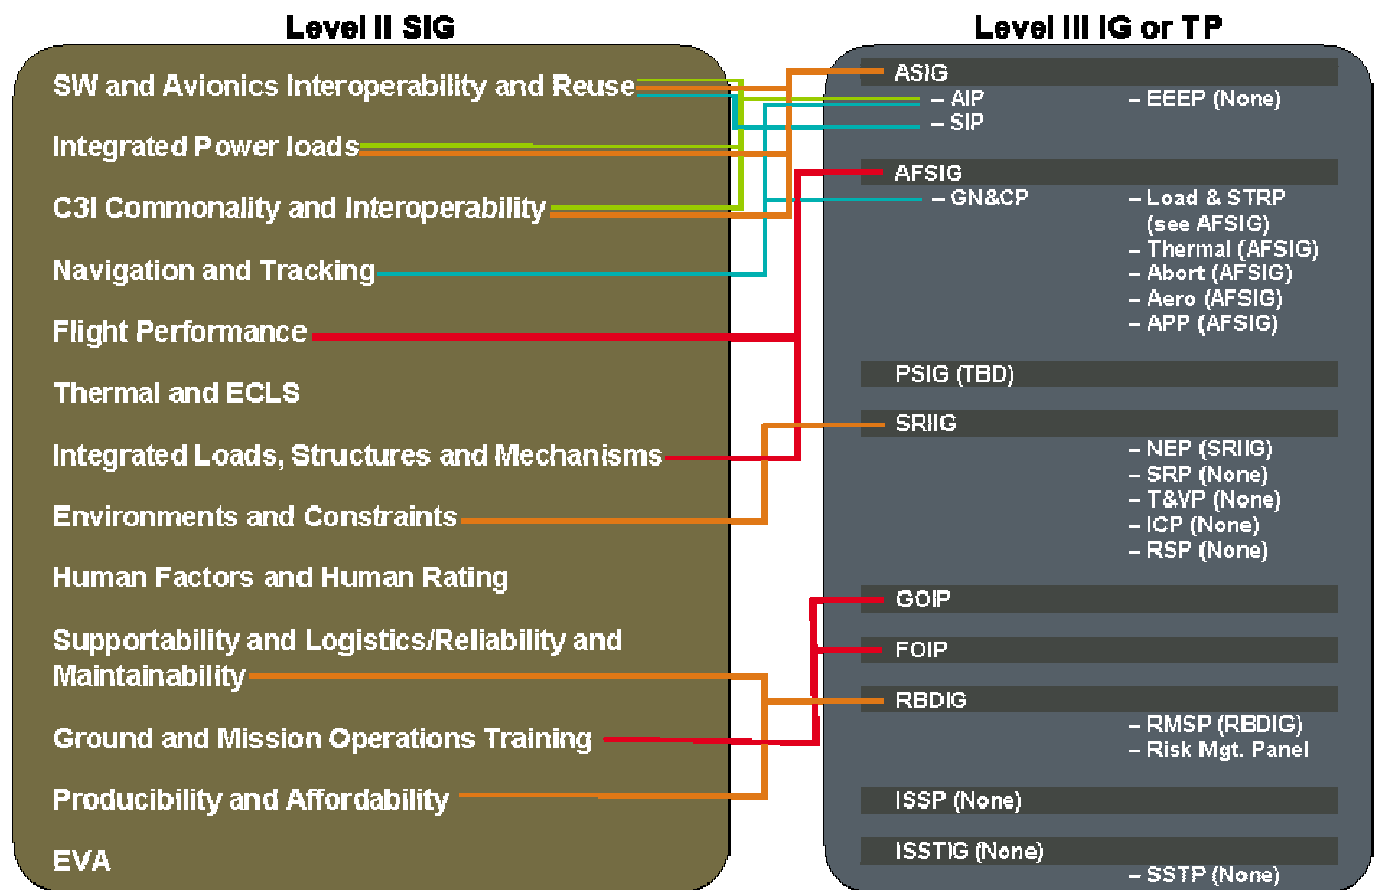 Level II SIG
SW and Avionics Interoperability and Reuse
Integrated Power loads
C3I Commonality and Interoperability
Navigation and Tracking
Flight Performance
Thermal and ECLS
Integrated Loads, Structures and Mechanisms
Environments and Constraints
Human Factors and Human Rating
Supportability and Logistics/Reliability and
Maintainability
Ground and Mission Operations Training
Producibility and Affordability
EVA
Level III IG or TP
ASIG
– AIP
– SIP
– EEEP (None)
AFSIG
– GN&CP
– Load & STRP
(see AFSIG)
– Thermal (AFSIG)
– Abort (AFSIG)
– Aero (AFSIG)
– APP (AFSIG)
PSIG (TBD)
SRIIG
– NEP (SRIIG)
– SRP (None)
– T&VP (None)
– ICP (None)
– RSP (None)
GOIP
FOIP
RBDIG
– RMSP (RBDIG)
– Risk Mgt. Panel
ISSP (None)
ISSTIG (None)
– SSTP (None)